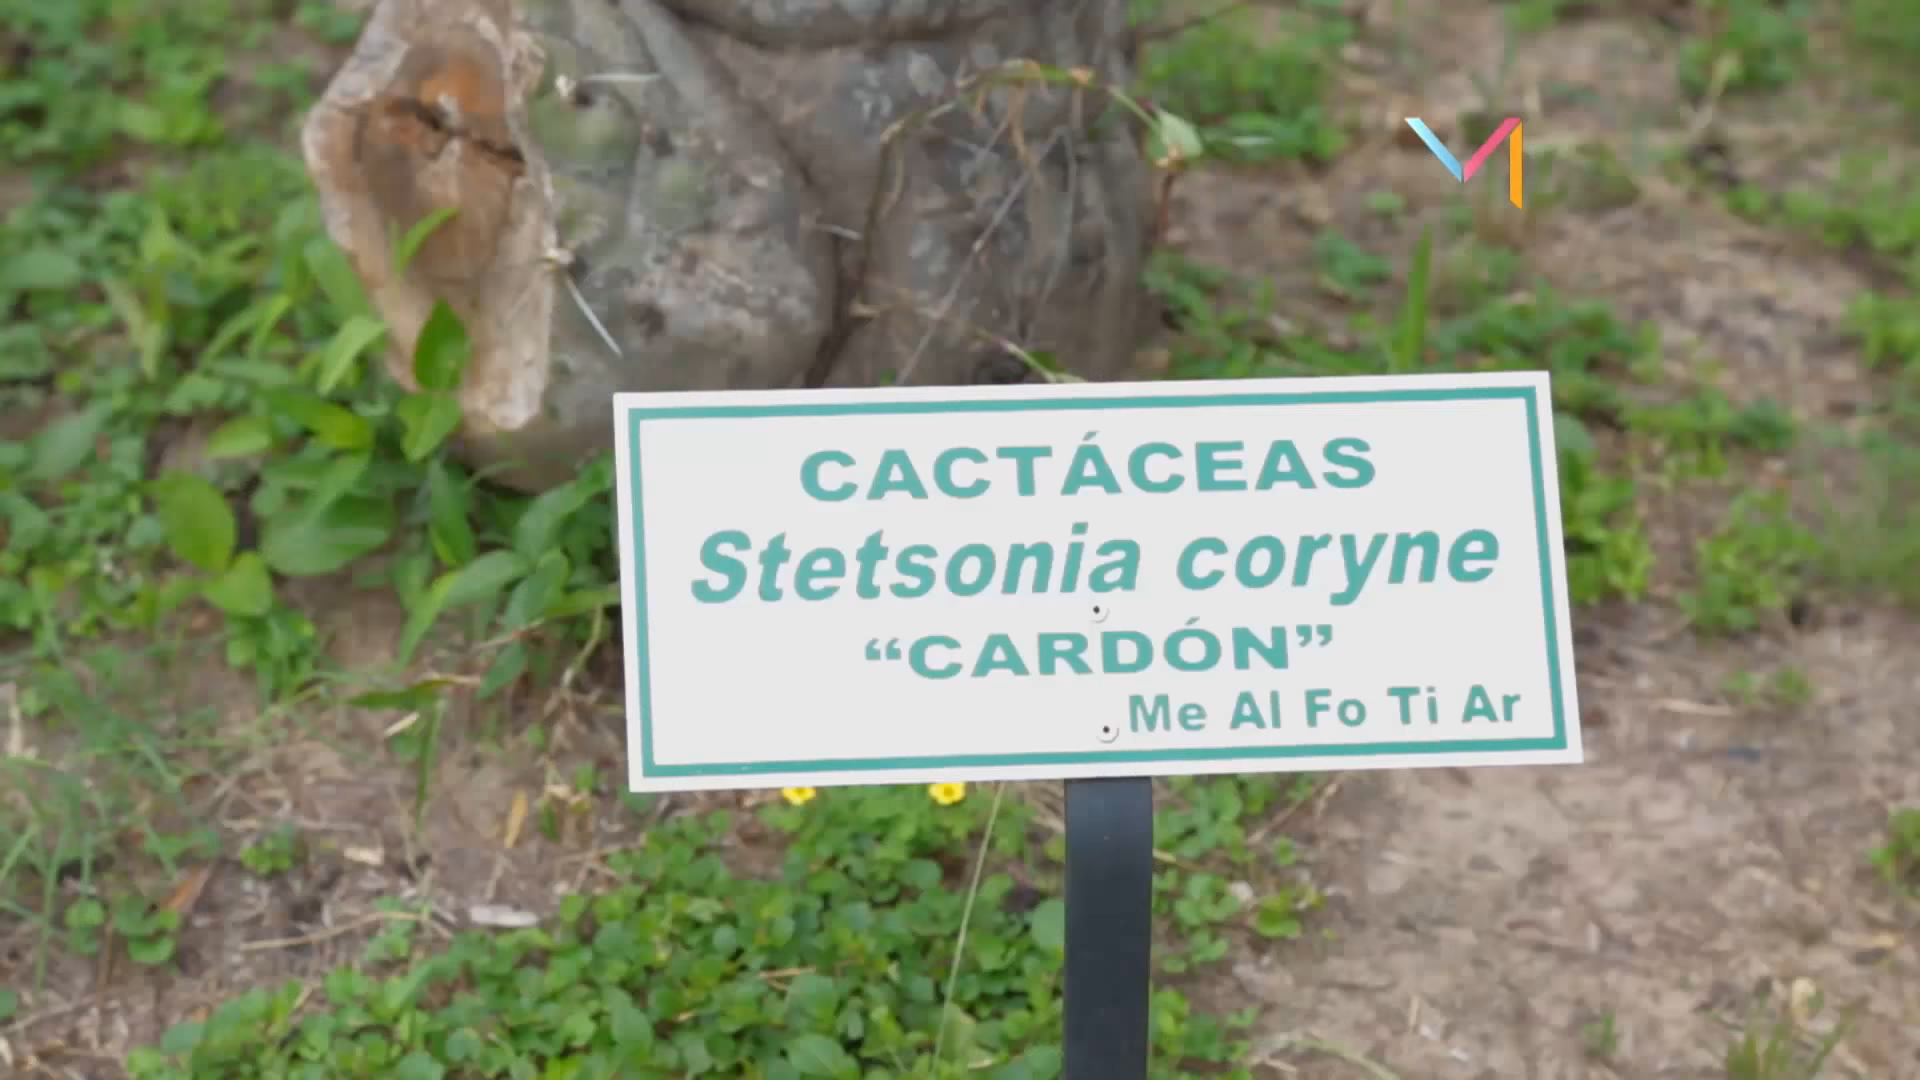 CACTÁCEAS
Stetsonia coryne
“CARDÓN”
Me Al Fo Ti Ar